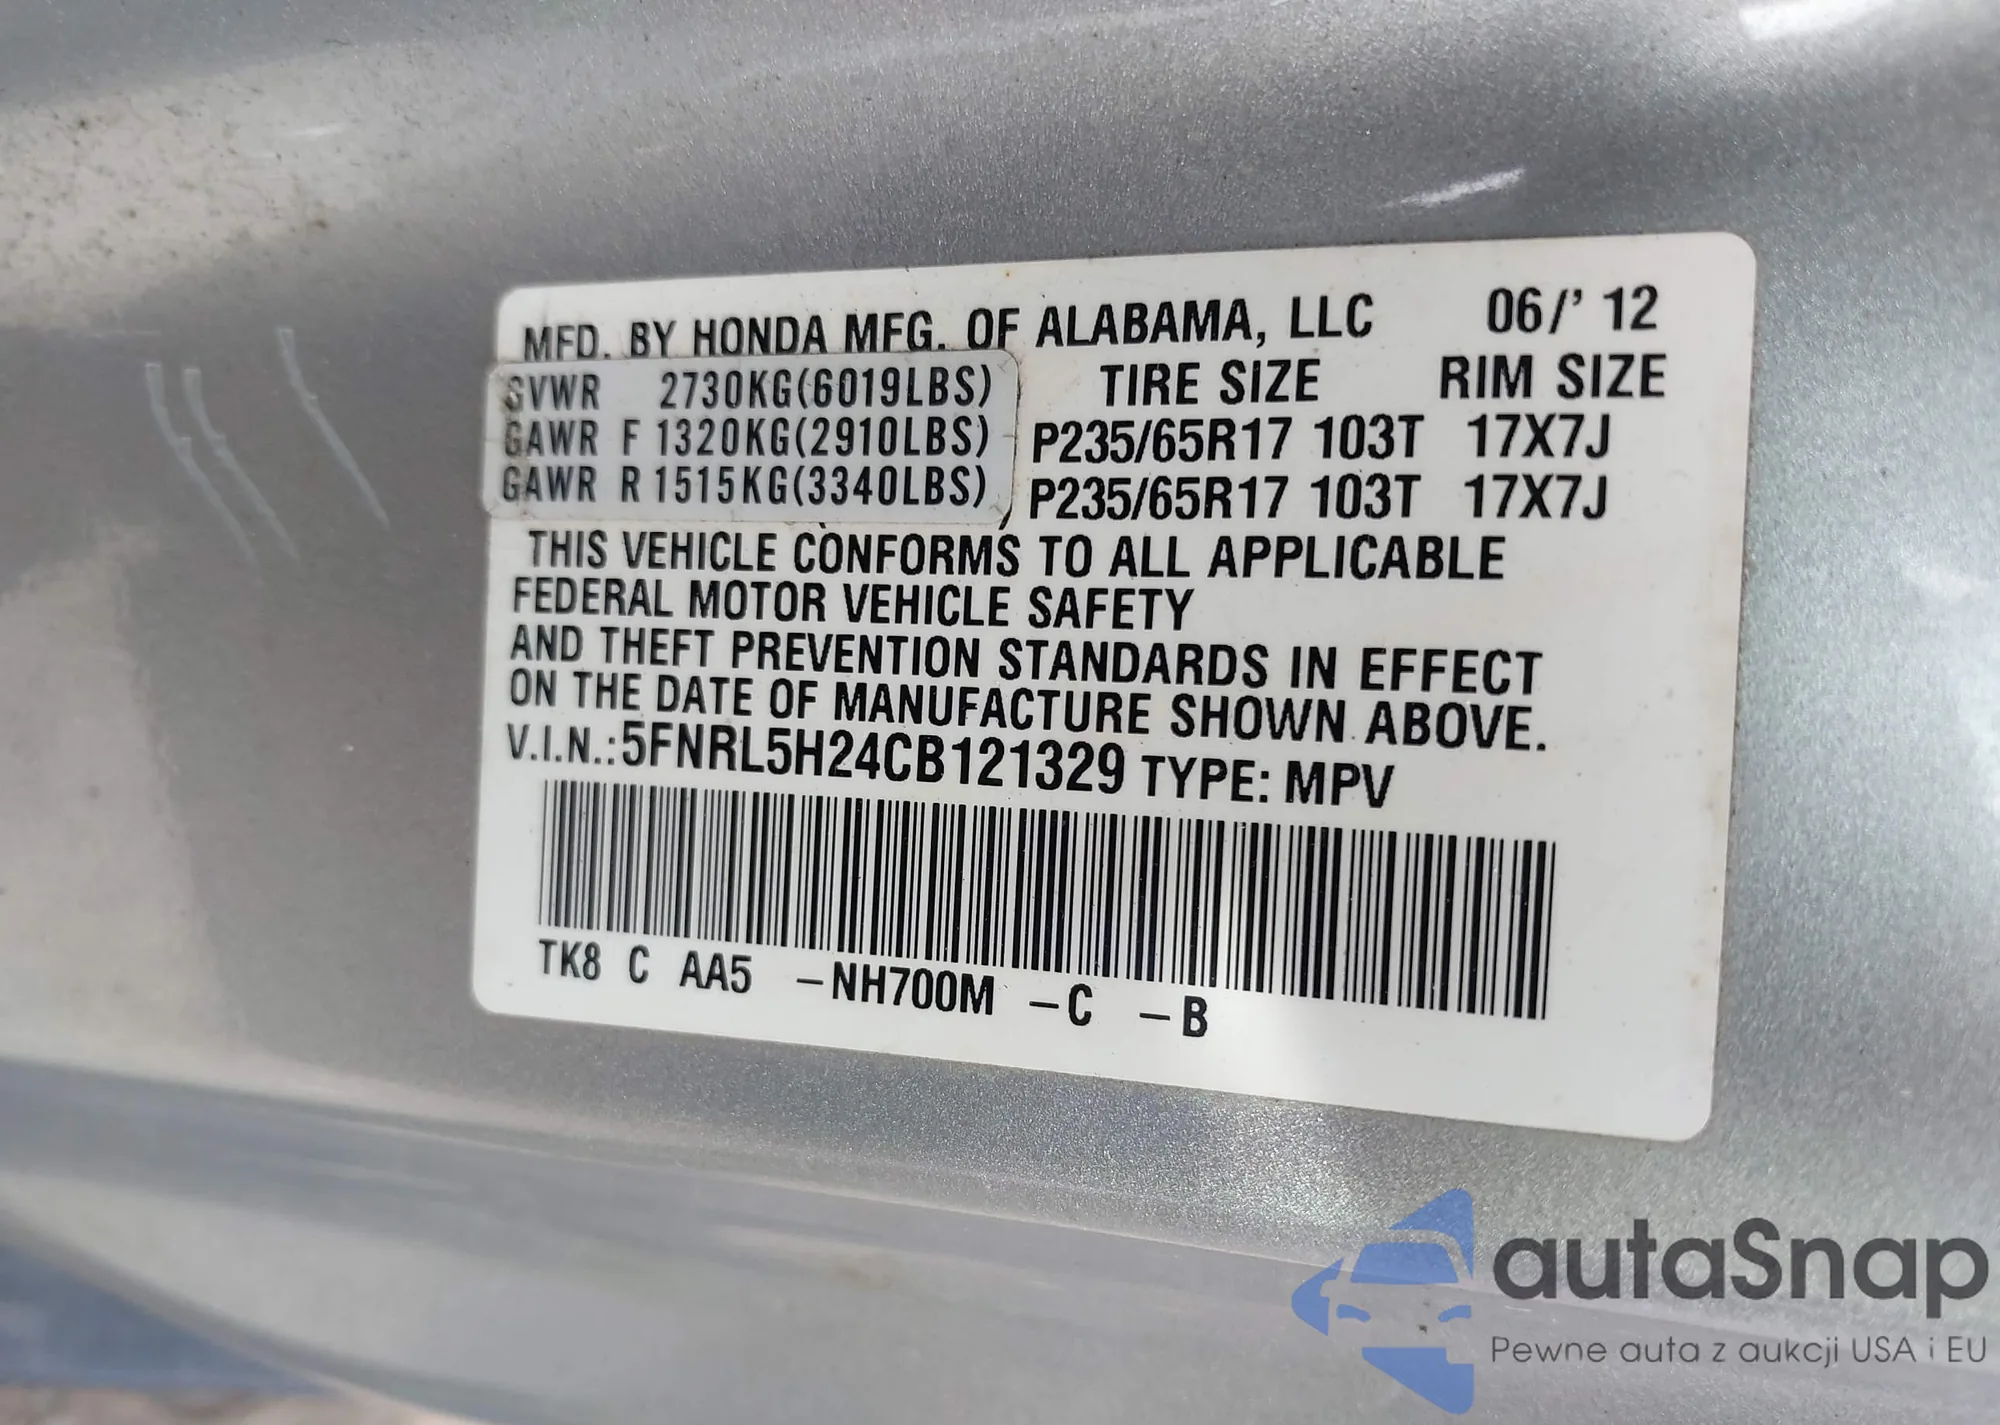 MFD. BY HONDA MFG. OF ALABAMA, LLC 06/' 12
TIRE SIZE RIM SIZE
GVWR 2730KG(6019LBS)
GAWR F 1320KG(2910LBS) P235/65R17 103T 17X7J
GAWR R 1515KG(3340LBS) P235/65R17 103T 17X7J
THIS VEHICLE CONFORMS TO ALL APPLICABLE
FEDERAL MOTOR VEHICLE SAFETY
AND THEFT PREVENTION STANDARDS IN EFFECT
ON THE DATE OF MANUFACTURE SHOWN ABOVE.
V.I.N.:5FNRL5H24CB121329 TYPE: MPV
TK8 C AA5 –NH700M –C –B
autaSnap
Pewne auta z aukcji USA i EU